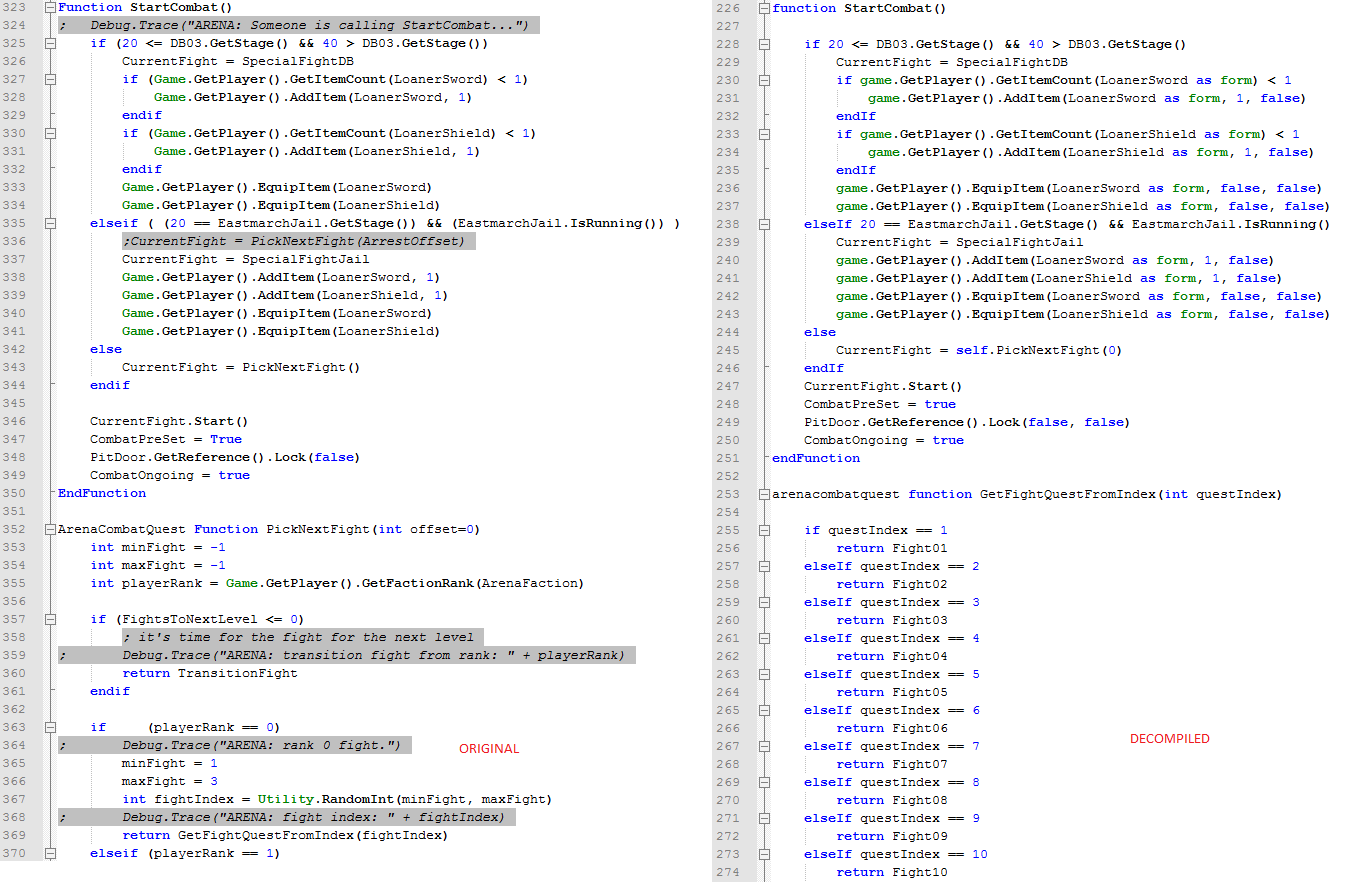 323 Function StartCombat()
324 ;   Debug.Trace("ARENA: Someone is calling StartCombat...")
325     if (20 <= DB03.GetStage() && 40 > DB03.GetStage())
326         CurrentFight = SpecialFightDB
327         if (Game.GetPlayer().GetItemCount(LoanerSword) < 1)
328             Game.GetPlayer().AddItem(LoanerSword, 1)
329         endif
330         if (Game.GetPlayer().GetItemCount(LoanerShield) < 1)
331             Game.GetPlayer().AddItem(LoanerShield, 1)
332         endif
333         Game.GetPlayer().EquipItem(LoanerSword)
334         Game.GetPlayer().EquipItem(LoanerShield)
335     elseif ( (20 == EastmarchJail.GetStage()) && (EastmarchJail.IsRunning()) )
336         ;CurrentFight = PickNextFight(ArrestOffset)
337         CurrentFight = SpecialFightJail
338         Game.GetPlayer().AddItem(LoanerSword, 1)
339         Game.GetPlayer().AddItem(LoanerShield, 1)
340         Game.GetPlayer().EquipItem(LoanerSword)
341         Game.GetPlayer().EquipItem(LoanerShield)
342     else
343         CurrentFight = PickNextFight()
344     endif
345
346     CurrentFight.Start()
347     CombatPreSet = True
348     PitDoor.GetReference().Lock(false)
349     CombatOngoing = true
350 EndFunction
351
352 ArenaCombatQuest Function PickNextFight(int offset=0)
353     int minFight = -1
354     int maxFight = -1
355     int playerRank = Game.GetPlayer().GetFactionRank(ArenaFaction)
356
357     if (FightsToNextLevel <= 0)
358         ; it's time for the fight for the next level
359 ;       Debug.Trace("ARENA: transition fight from rank: " + playerRank)
360         return TransitionFight
361     endif
362
363     if     (playerRank == 0)
364 ;       Debug.Trace("ARENA: rank 0 fight.")
365         minFight = 1
366         maxFight = 3
367         int fightIndex = Utility.RandomInt(minFight, maxFight)
368 ;       Debug.Trace("ARENA: fight index: " + fightIndex)
369         return GetFightQuestFromIndex(fightIndex)
370     elseif (playerRank == 1)
ORIGINAL
226 function StartCombat()
227
228     if 20 <= DB03.GetStage() && 40 > DB03.GetStage()
229         CurrentFight = SpecialFightDB
230         if game.GetPlayer().GetItemCount(LoanerSword as form) < 1
231             game.GetPlayer().AddItem(LoanerSword as form, 1, false)
232         endIf
233         if game.GetPlayer().GetItemCount(LoanerShield as form) < 1
234             game.GetPlayer().AddItem(LoanerShield as form, 1, false)
235         endIf
236         game.GetPlayer().EquipItem(LoanerSword as form, false, false)
237         game.GetPlayer().EquipItem(LoanerShield as form, false, false)
238     elseIf 20 == EastmarchJail.GetStage() && EastmarchJail.IsRunning()
239         CurrentFight = SpecialFightJail
240         game.GetPlayer().AddItem(LoanerSword as form, 1, false)
241         game.GetPlayer().AddItem(LoanerShield as form, 1, false)
242         game.GetPlayer().EquipItem(LoanerSword as form, false, false)
243         game.GetPlayer().EquipItem(LoanerShield as form, false, false)
244     else
245         CurrentFight = self.PickNextFight(0)
246     endIf
247     CurrentFight.Start()
248     CombatPreSet = true
249     PitDoor.GetReference().Lock(false, false)
250     CombatOngoing = true
251 endFunction
252
253 arenacombatquest function GetFightQuestFromIndex(int questIndex)
254
255     if questIndex == 1
256         return Fight01
257     elseIf questIndex == 2
258         return Fight02
259     elseIf questIndex == 3
260         return Fight03
261     elseIf questIndex == 4
262         return Fight04
263     elseIf questIndex == 5
264         return Fight05
265     elseIf questIndex == 6
266         return Fight06
267     elseIf questIndex == 7
268         return Fight07
269     elseIf questIndex == 8
270         return Fight08
271     elseIf questIndex == 9
272         return Fight09
273     elseIf questIndex == 10
274         return Fight10
DECOMPILED